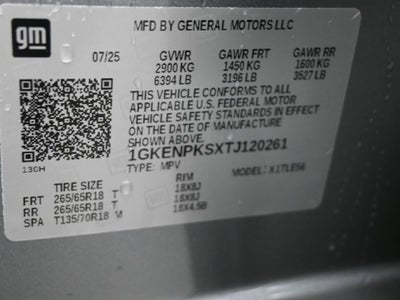 gm
MFD BY GENERAL MOTORS LLC
07/25 GVWR GAWR FRT GAWR RR
2900 KG 1450 KG 1600 KG
6394 LB 3196 LB 3527 LB
THIS VEHICLE CONFORMS TO ALL
APPLICABLE U.S. FEDERAL MOTOR
VEHICLE SAFETY STANDARDS IN
EFFECT ON THE DATE OF MANUFACTURE
SHOWN ABOVE.
1GKENPKSXTJ120261
TYPE: MPV MODEL: X1TLE56
13CH
TIRE SIZE RIM
FRT 265/65R18 T 18X8J
RR 265/65R18 T 18X8J
SPA T135/70R18 M 18X4.5B